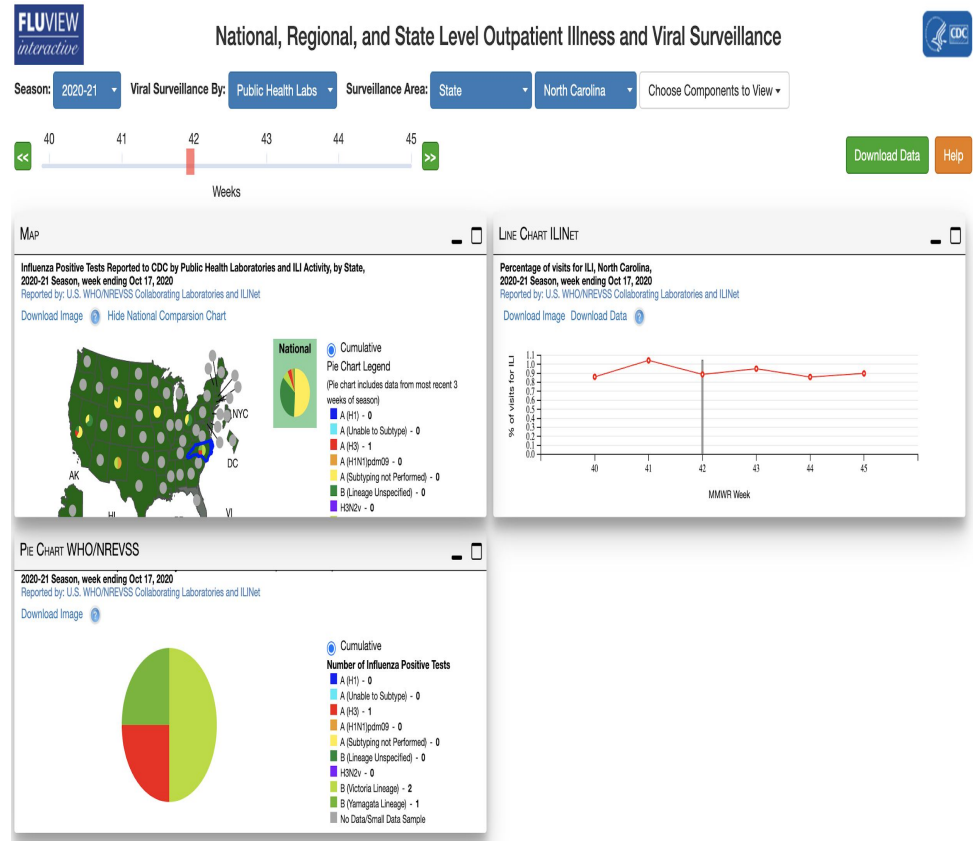 FLUVIEW
interactive
National, Regional, and State Level Outpatient Illness and Viral Surveillance
CDC
Season: 2020-21 Viral Surveillance By: Public Health Labs Surveillance Area: State North Carolina Choose Components to View
40 41 42 43 44 45
<< >>
Weeks
Download Data Help
MAP
Influenza Positive Tests Reported to CDC by Public Health Laboratories and ILI Activity, by State,
2020-21 Season, week ending Oct 17, 2020
Reported by: U.S. WHO/NREVSS Collaborating Laboratories and ILINet
Download Image ? Hide National Comparsion Chart
National
NYC
DC
AK
HI
VI
Cumulative
Pie Chart Legend
(Pie chart includes data from most recent 3
weeks of season)
A (H1) - 0
A (Unable to Subtype) - 0
A (H3) - 1
A (H1N1)pdm09 - 0
A (Subtyping not Performed) - 0
B (Lineage Unspecified) - 0
H3N2v - 0
LINE CHART ILINET
Percentage of visits for ILI, North Carolina,
2020-21 Season, week ending Oct 17, 2020
Reported by: U.S. WHO/NREVSS Collaborating Laboratories and ILINet
Download Image Download Data ?
% of visits for ILI
1.1
1.0
0.9
0.8
0.7
0.6
0.5
0.4
0.3
0.2
0.1
0.0
40 41 42 43 44 45
MMWR Week
PIE CHART WHO/NREVSS
2020-21 Season, week ending Oct 17, 2020
Reported by: U.S. WHO/NREVSS Collaborating Laboratories and ILINet
Download Image ?
Cumulative
Number of Influenza Positive Tests
A (H1) - 0
A (Unable to Subtype) - 0
A (H3) - 1
A (H1N1)pdm09 - 0
A (Subtyping not Performed) - 0
B (Lineage Unspecified) - 0
H3N2v - 0
B (Victoria Lineage) - 2
B (Yamagata Lineage) - 1
No Data/Small Data Sample